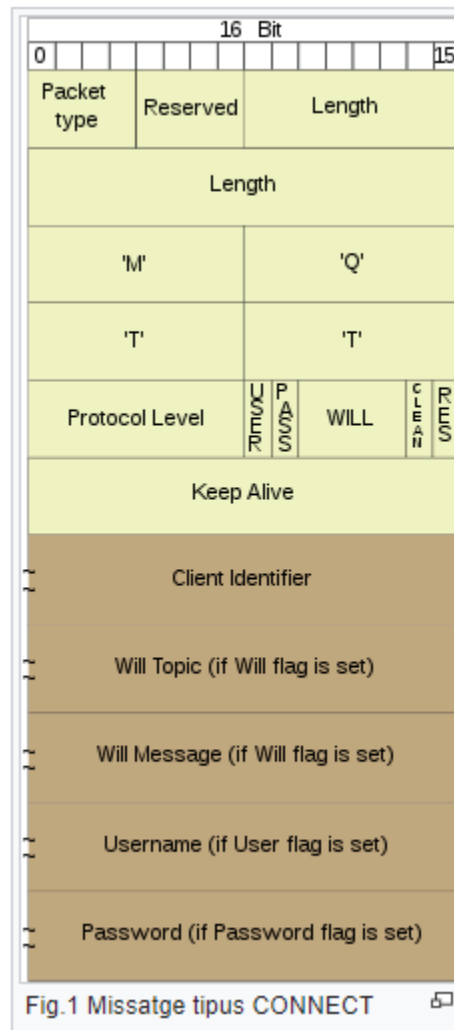 16 Bit
0 15
Packet type Reserved Length
Length
'M' 'Q'
'T' 'T'
Protocol Level USER PASS WILL CLEAN RES
Keep Alive
Client Identifier
Will Topic (if Will flag is set)
Will Message (if Will flag is set)
Username (if User flag is set)
Password (if Password flag is set)
Fig.1 Missatge tipus CONNECT